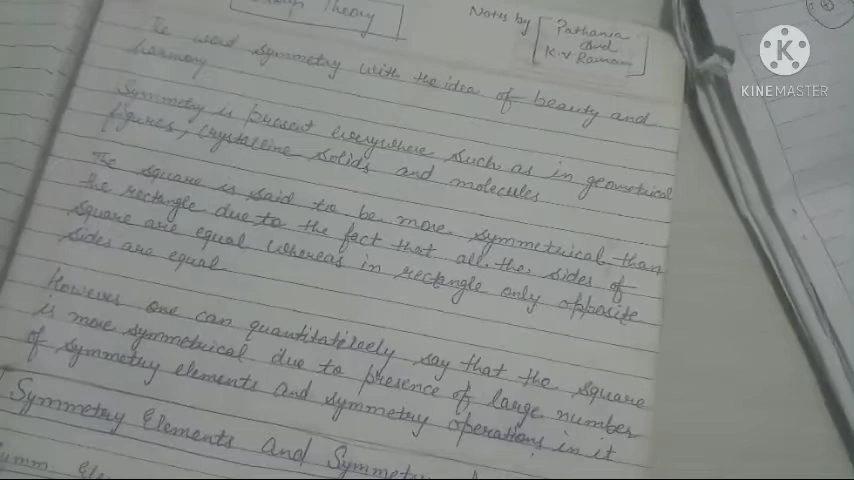 Theory
Notes by [Pathania
and
K.V Raman]
The word symmetry with the idea of beauty and
harmony
Symmetry is present everywhere such as in geometrical
figures, crystalline solids and molecules
The square is said to be more symmetrical than
the rectangle due to the fact that all the sides of
square are equal whereas in rectangle only opposite
sides are equal
However one can quantitatively say that the square
is more symmetrical due to presence of large number
of symmetry elements and symmetry operations in it
Symmetry Elements and
K
KINEMASTER